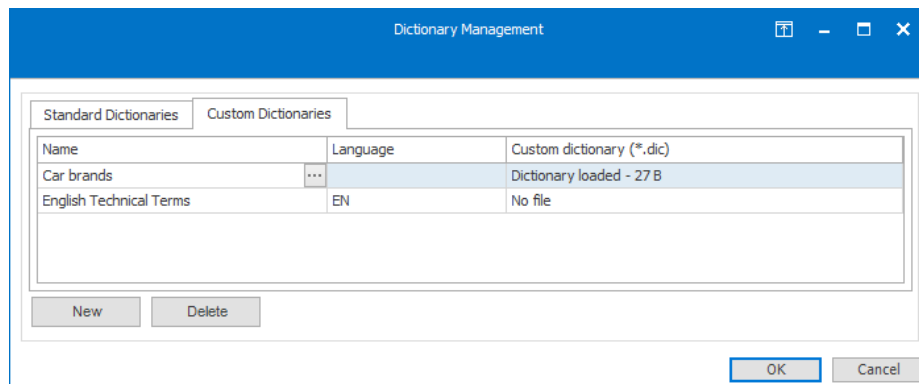 Dictionary Management
Standard Dictionaries Custom Dictionaries
Name Language Custom dictionary (*.dic)
Car brands ... Dictionary loaded - 27 B
English Technical Terms EN No file
New Delete
OK Cancel